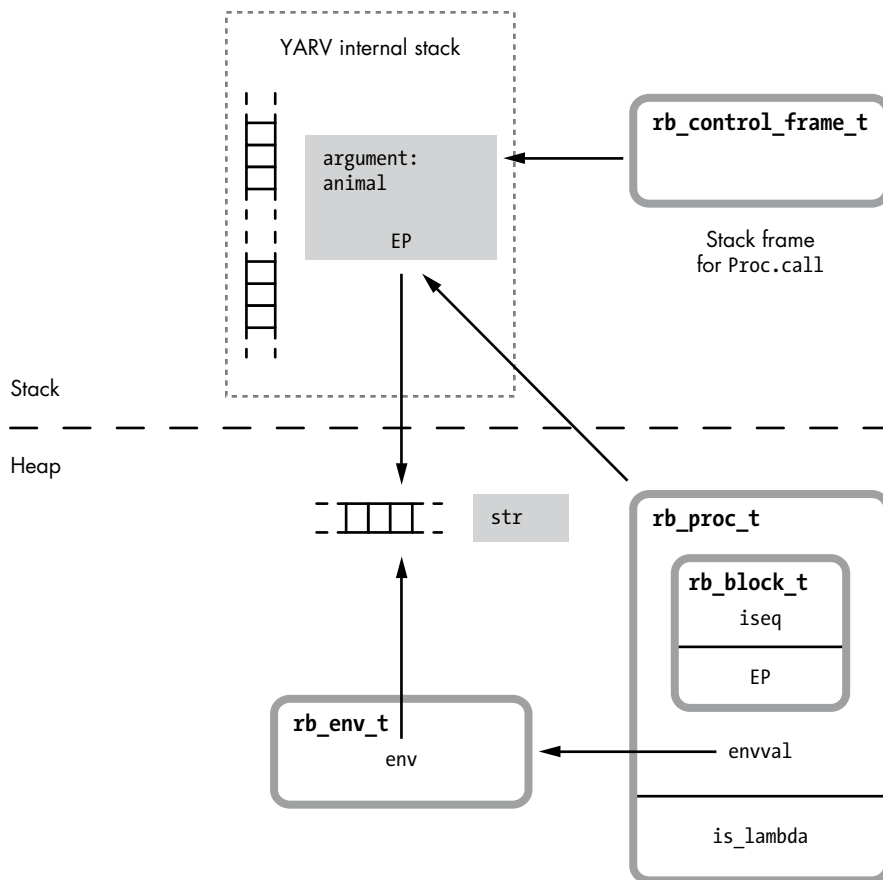 YARV internal stack
rb_control_frame_t
argument:
animal
EP
Stack frame
for Proc.call
Stack
Heap
str
rb_proc_t
rb_block_t
iseq
EP
rb_env_t
env
envval
is_lambda